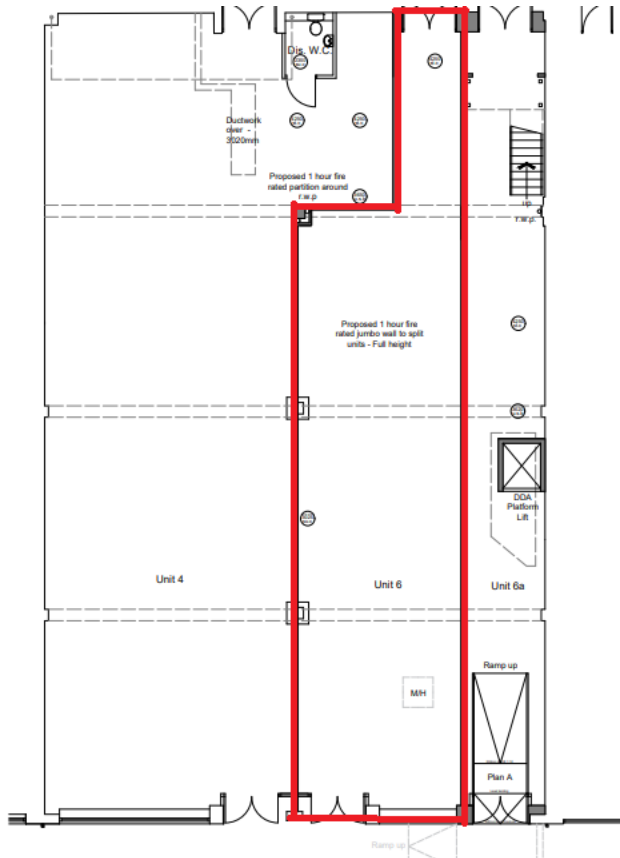 Dis. W.C.
Ductwork
over -
3020mm
Proposed 1 hour fire
rated partition around
r.w.p
up
r.w.p.
Proposed 1 hour fire
rated jumbo wall to split
units - Full height
DDA
Platform
Lift
Unit 4
Unit 6
Unit 6a
Ramp up
M/H
Plan A
Ramp up